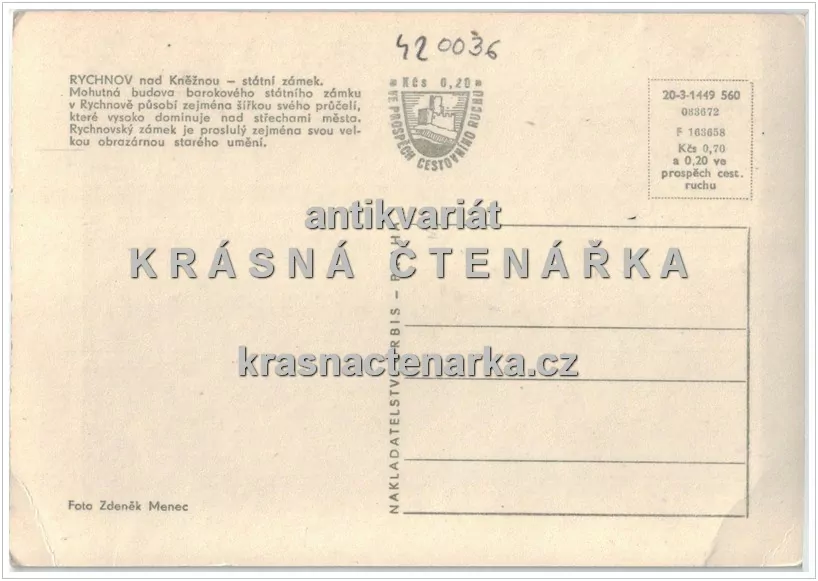 420036
RYCHNOV nad Kněžnou – státní zámek.
Mohutná budova barokového státního zámku
v Rychnově působí zejména šířkou svého průčelí,
které vysoko dominuje nad střechami města.
Rychnovský zámek je proslulý zejména svou vel-
kou obrazárnou starého umění.
Kčs 0,20
VE PROSPĚCH CESTOVNÍHO RUCHU
20-3-1449 560
083672
F 163658
Kčs 0,70
a 0,20 ve
prospěch cest.
ruchu
antikvariát
KRÁSNÁ ČTENÁŘKA
krasnactenarka.cz
NAKLADATELSTVÍ ORBIS – PRAHA
Foto Zdeněk Menec